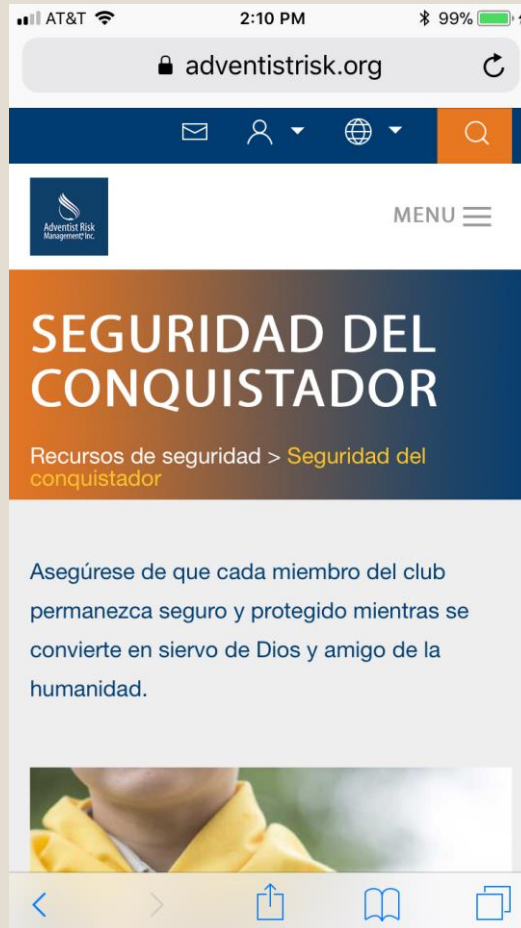 AT&T
2:10 PM
99%
adventistrisk.org
Adventist Risk
Management, Inc.
MENU
SEGURIDAD DEL
CONQUISTADOR
Recursos de seguridad > Seguridad del
conquistador
Asegúrese de que cada miembro del club
permanezca seguro y protegido mientras se
convierte en siervo de Dios y amigo de la
humanidad.